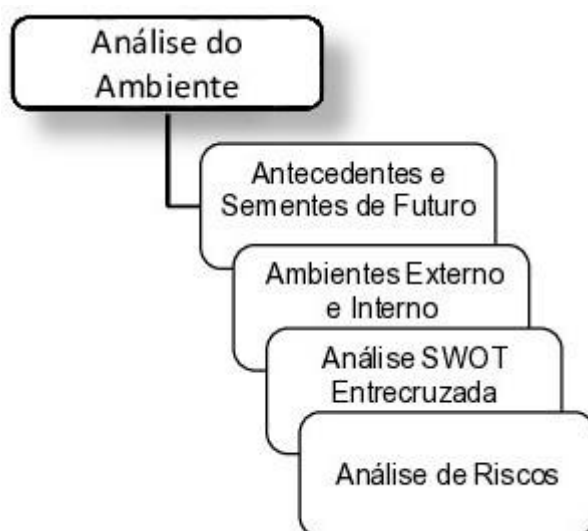 Análise do
Ambiente
Antecedentes e
Sementes de Futuro
Ambientes Externo
e Interno
Análise SWOT
Entrecruzada
Análise de Riscos